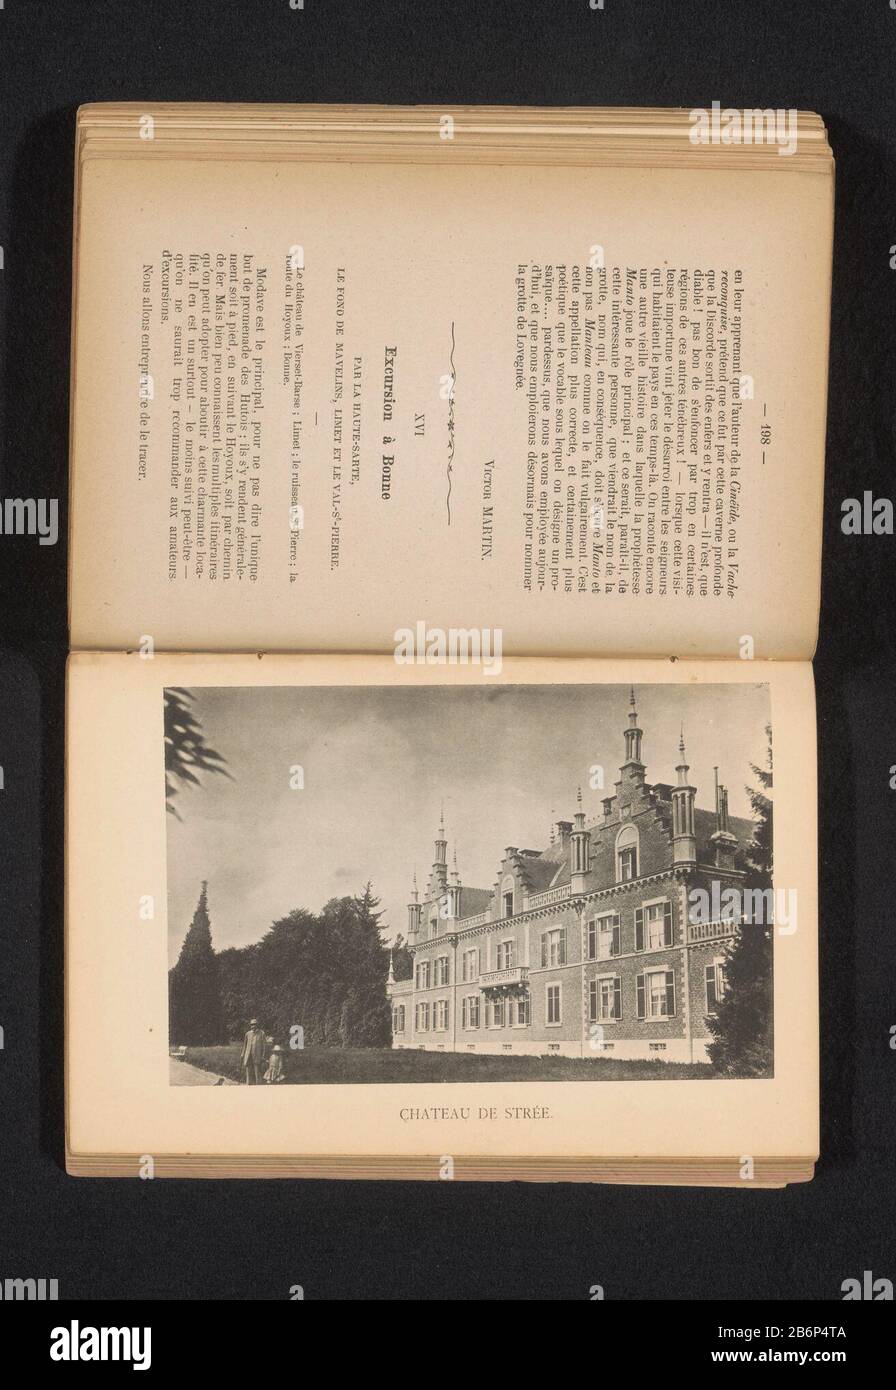 — 198 —
en leur apprenant que l'auteur de la Cinéide, ou la Vache
reconquise, prétend que ce fut par cette caverne profonde
que la Discorde sortit des enfers et y rentra — il n'est, que
diable ! pas bon de s'enfoncer par trop en certaines
régions de ces antres ténébreux ! — lorsque cette visi-
teuse importune vint jeter le désarroi entre les seigneurs
qui habitaient le pays en ces temps-là. On raconte encore
une autre vieille histoire dans laquelle la prophétesse
Manto joue le rôle principal ; et ce serait, paraît-il, de
cette intéressante personne, que viendrait le nom de la
grotte, nom qui, en conséquence, doit s'écrire Manto et
non pas Manteau comme on le fait vulgairement. C'est
cette appellation plus correcte, et certainement plus
poétique que le vocable sous lequel on désigne un pro-
saïque.... pardessus, que nous avons employée aujour-
d'hui, et que nous emploierons désormais pour nommer
la grotte de Lovegnée.
VICTOR MARTIN.
XVI
Excursion à Bonne
PAR LA HAUTE-SARTE,
LE FOND DE MAVELINS, LIMET ET LE VAL-St-PIERRE.
Le château de Vierset-Barse ; Limet ; le ruisseau St-Pierre ; la
route du Hoyoux ; Bonne.
Modave est le principal, pour ne pas dire l'unique
but de promenade des Hutois ; ils s'y rendent générale-
ment soit à pied, en suivant le Hoyoux, soit par chemin
de fer. Mais bien peu connaissent les multiples itinéraires
qu'on peut adopter pour aboutir à cette charmante loca-
lité. Il en est un surtout — le moins suivi peut-être —
qu'on ne saurait trop recommander aux amateurs
d'excursions.
Nous allons entreprendre de le tracer.
CHATEAU DE STRÉE.
alamy
Image ID: 2B6P4TA
www.alamy.com